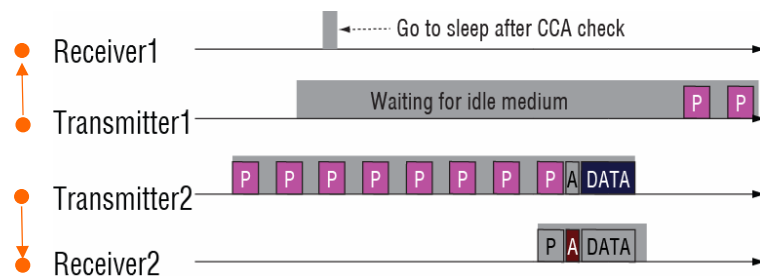 Go to sleep after CCA check
Receiver1
Waiting for idle medium P P
Transmitter1
P P P P P P P P A DATA
Transmitter2
P A DATA
Receiver2